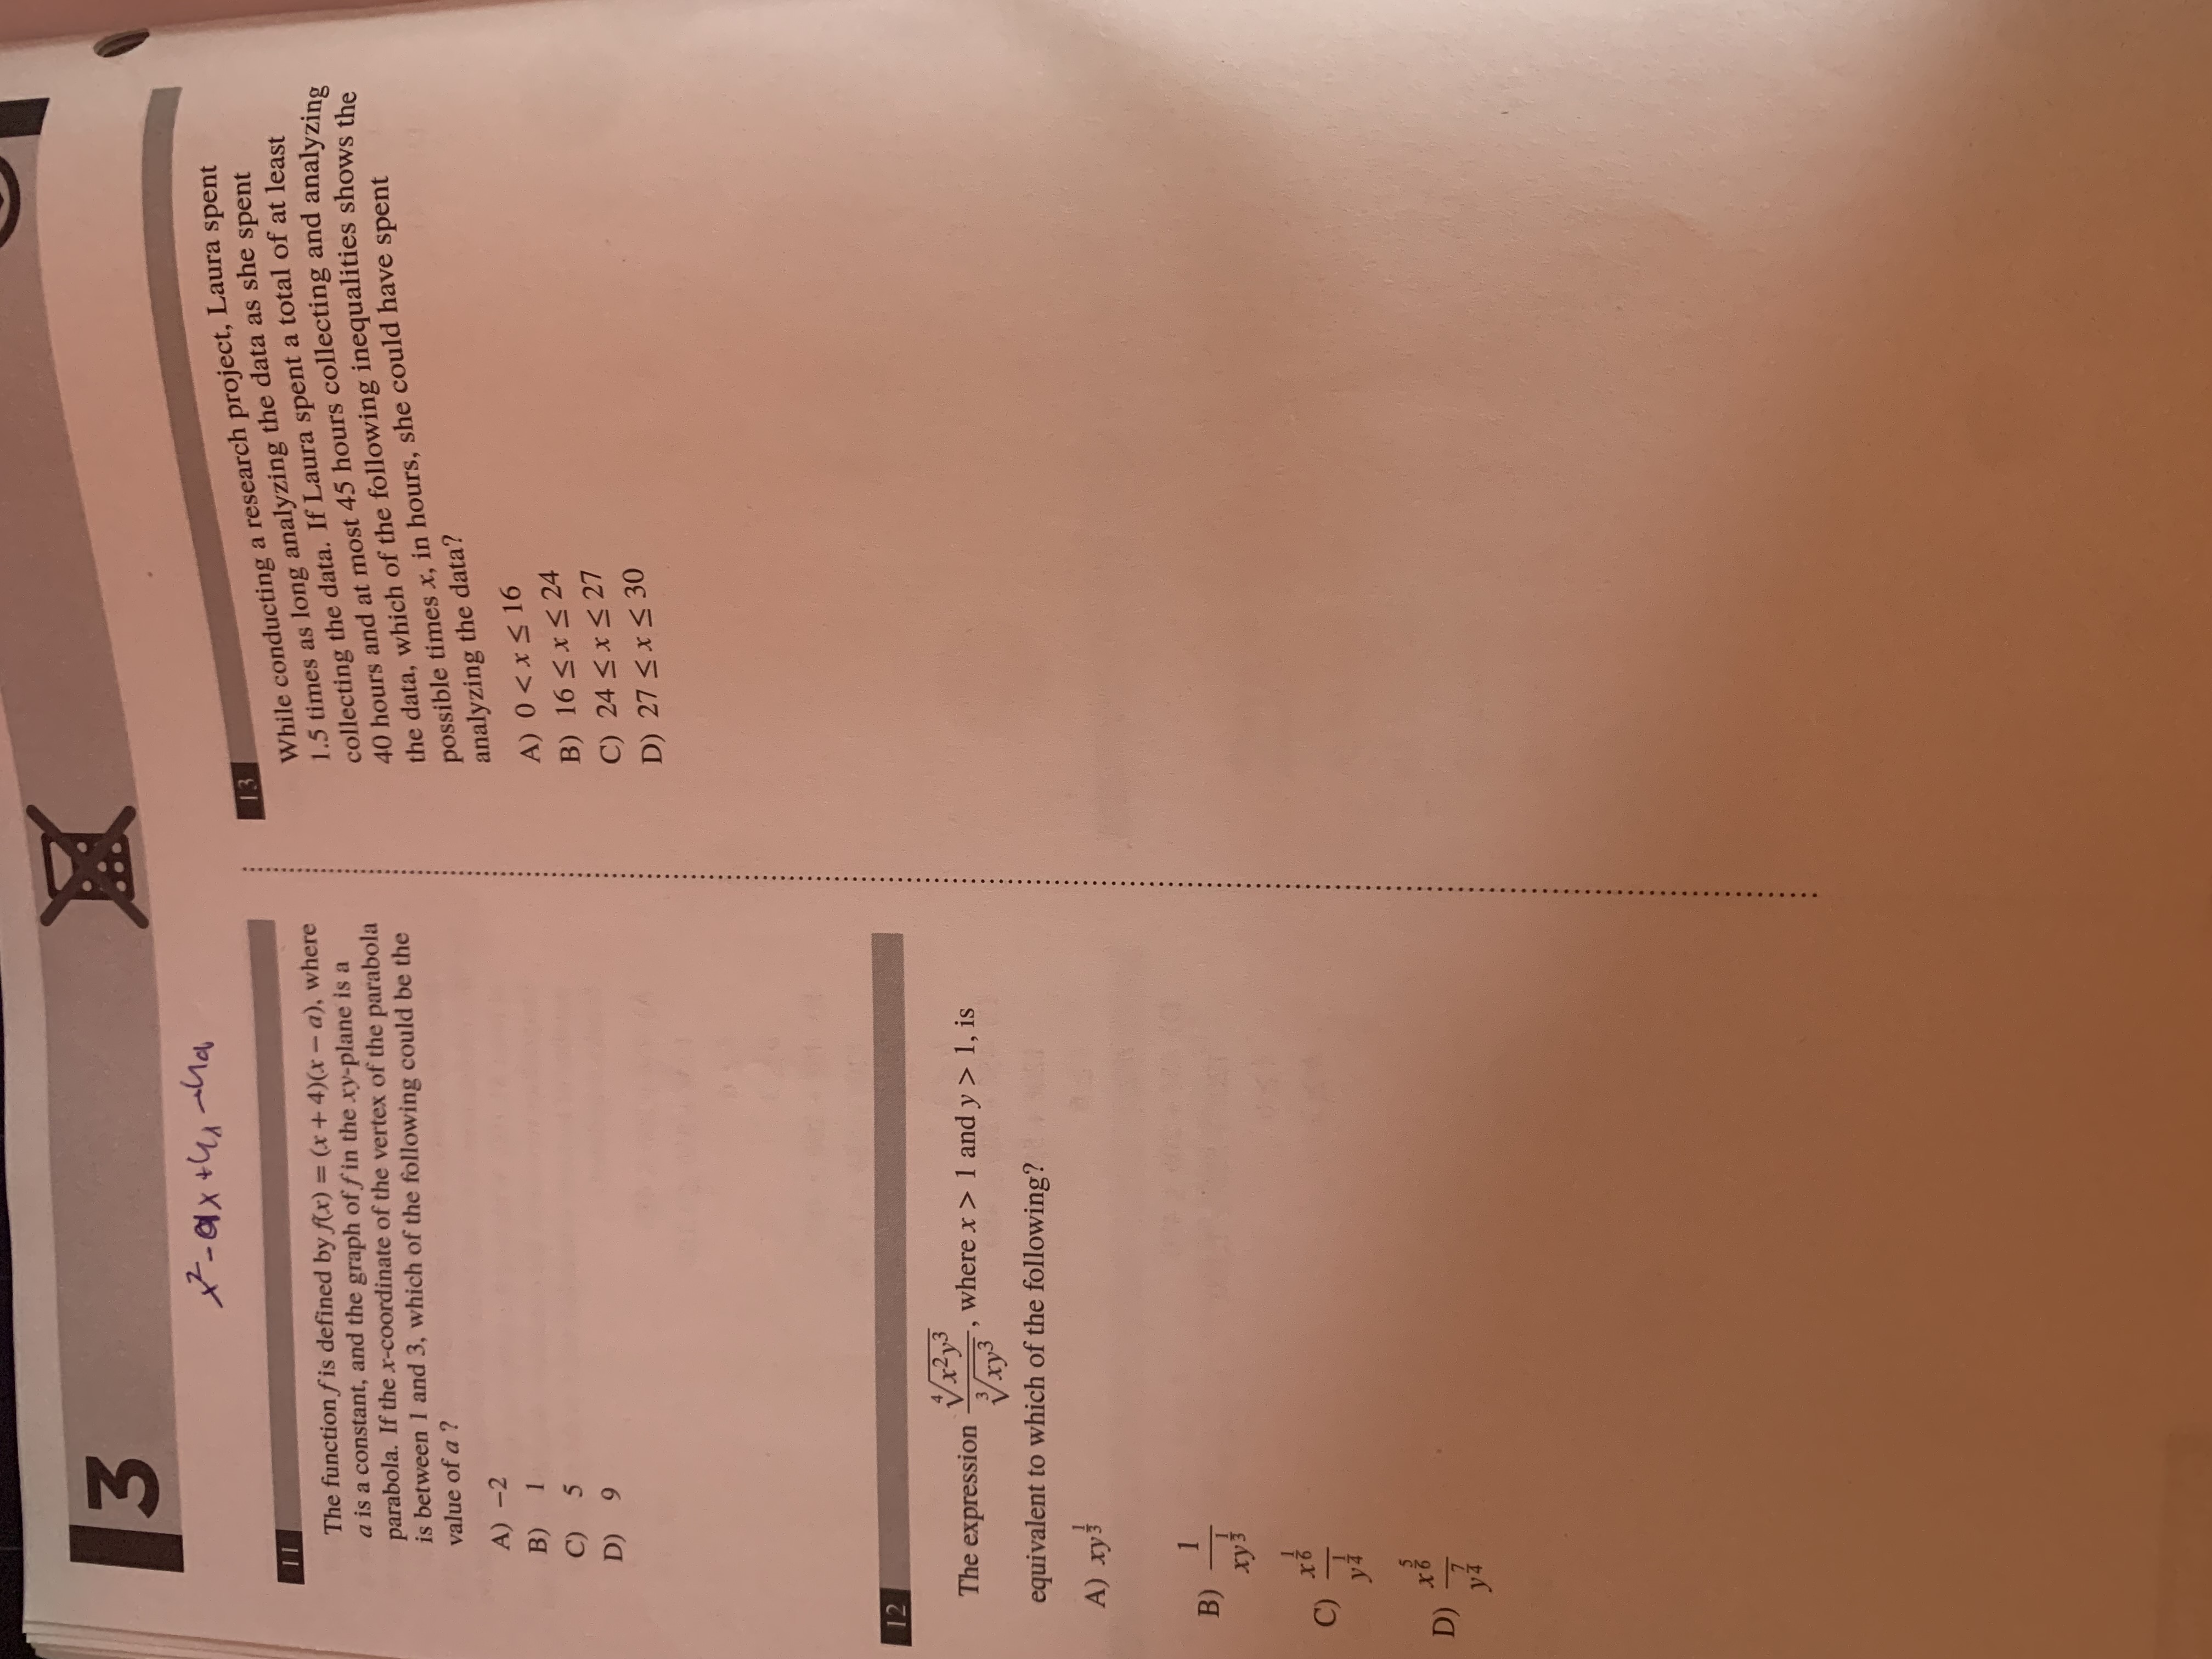 3
x²-ax+4x-4a
11
The function f is defined by f(x) = (x + 4)(x − a), where
a is a constant, and the graph of f in the xy-plane is a
parabola. If the x-coordinate of the vertex of the parabola
is between 1 and 3, which of the following could be the
value of a ?
A) −2
B) 1
C) 5
D) 9
12
The expression \frac{\sqrt[4]{x^2y^3}}{\sqrt[3]{xy^3}}, where x > 1 and y > 1, is
equivalent to which of the following?
A) xy^{\frac{1}{3}}
B) \frac{1}{xy^{\frac{1}{3}}}
C) \frac{x^{\frac{1}{6}}}{y^{\frac{1}{4}}}
D) \frac{x^{\frac{5}{6}}}{y^{\frac{7}{4}}}
13
While conducting a research project, Laura spent
1.5 times as long analyzing the data as she spent
collecting the data. If Laura spent a total of at least
40 hours and at most 45 hours collecting and analyzing
the data, which of the following inequalities shows the
possible times x, in hours, she could have spent
analyzing the data?
A) 0 < x ≤ 16
B) 16 ≤ x ≤ 24
C) 24 ≤ x ≤ 27
D) 27 ≤ x ≤ 30